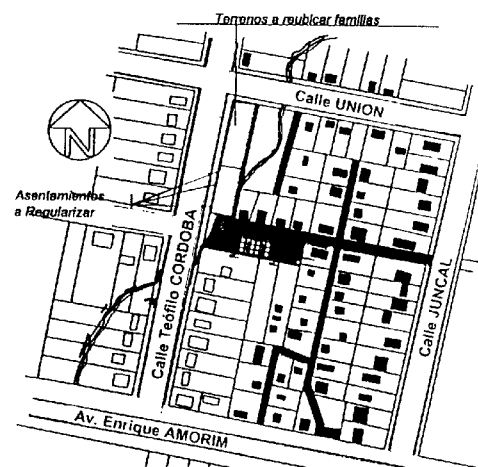 Terrenos a reubicar familias
Calle UNION
N
Asentamientos
a Regularizar
Calle Teófilo CORDOBA
Calle JUNCAL
Av. Enrique AMORIM